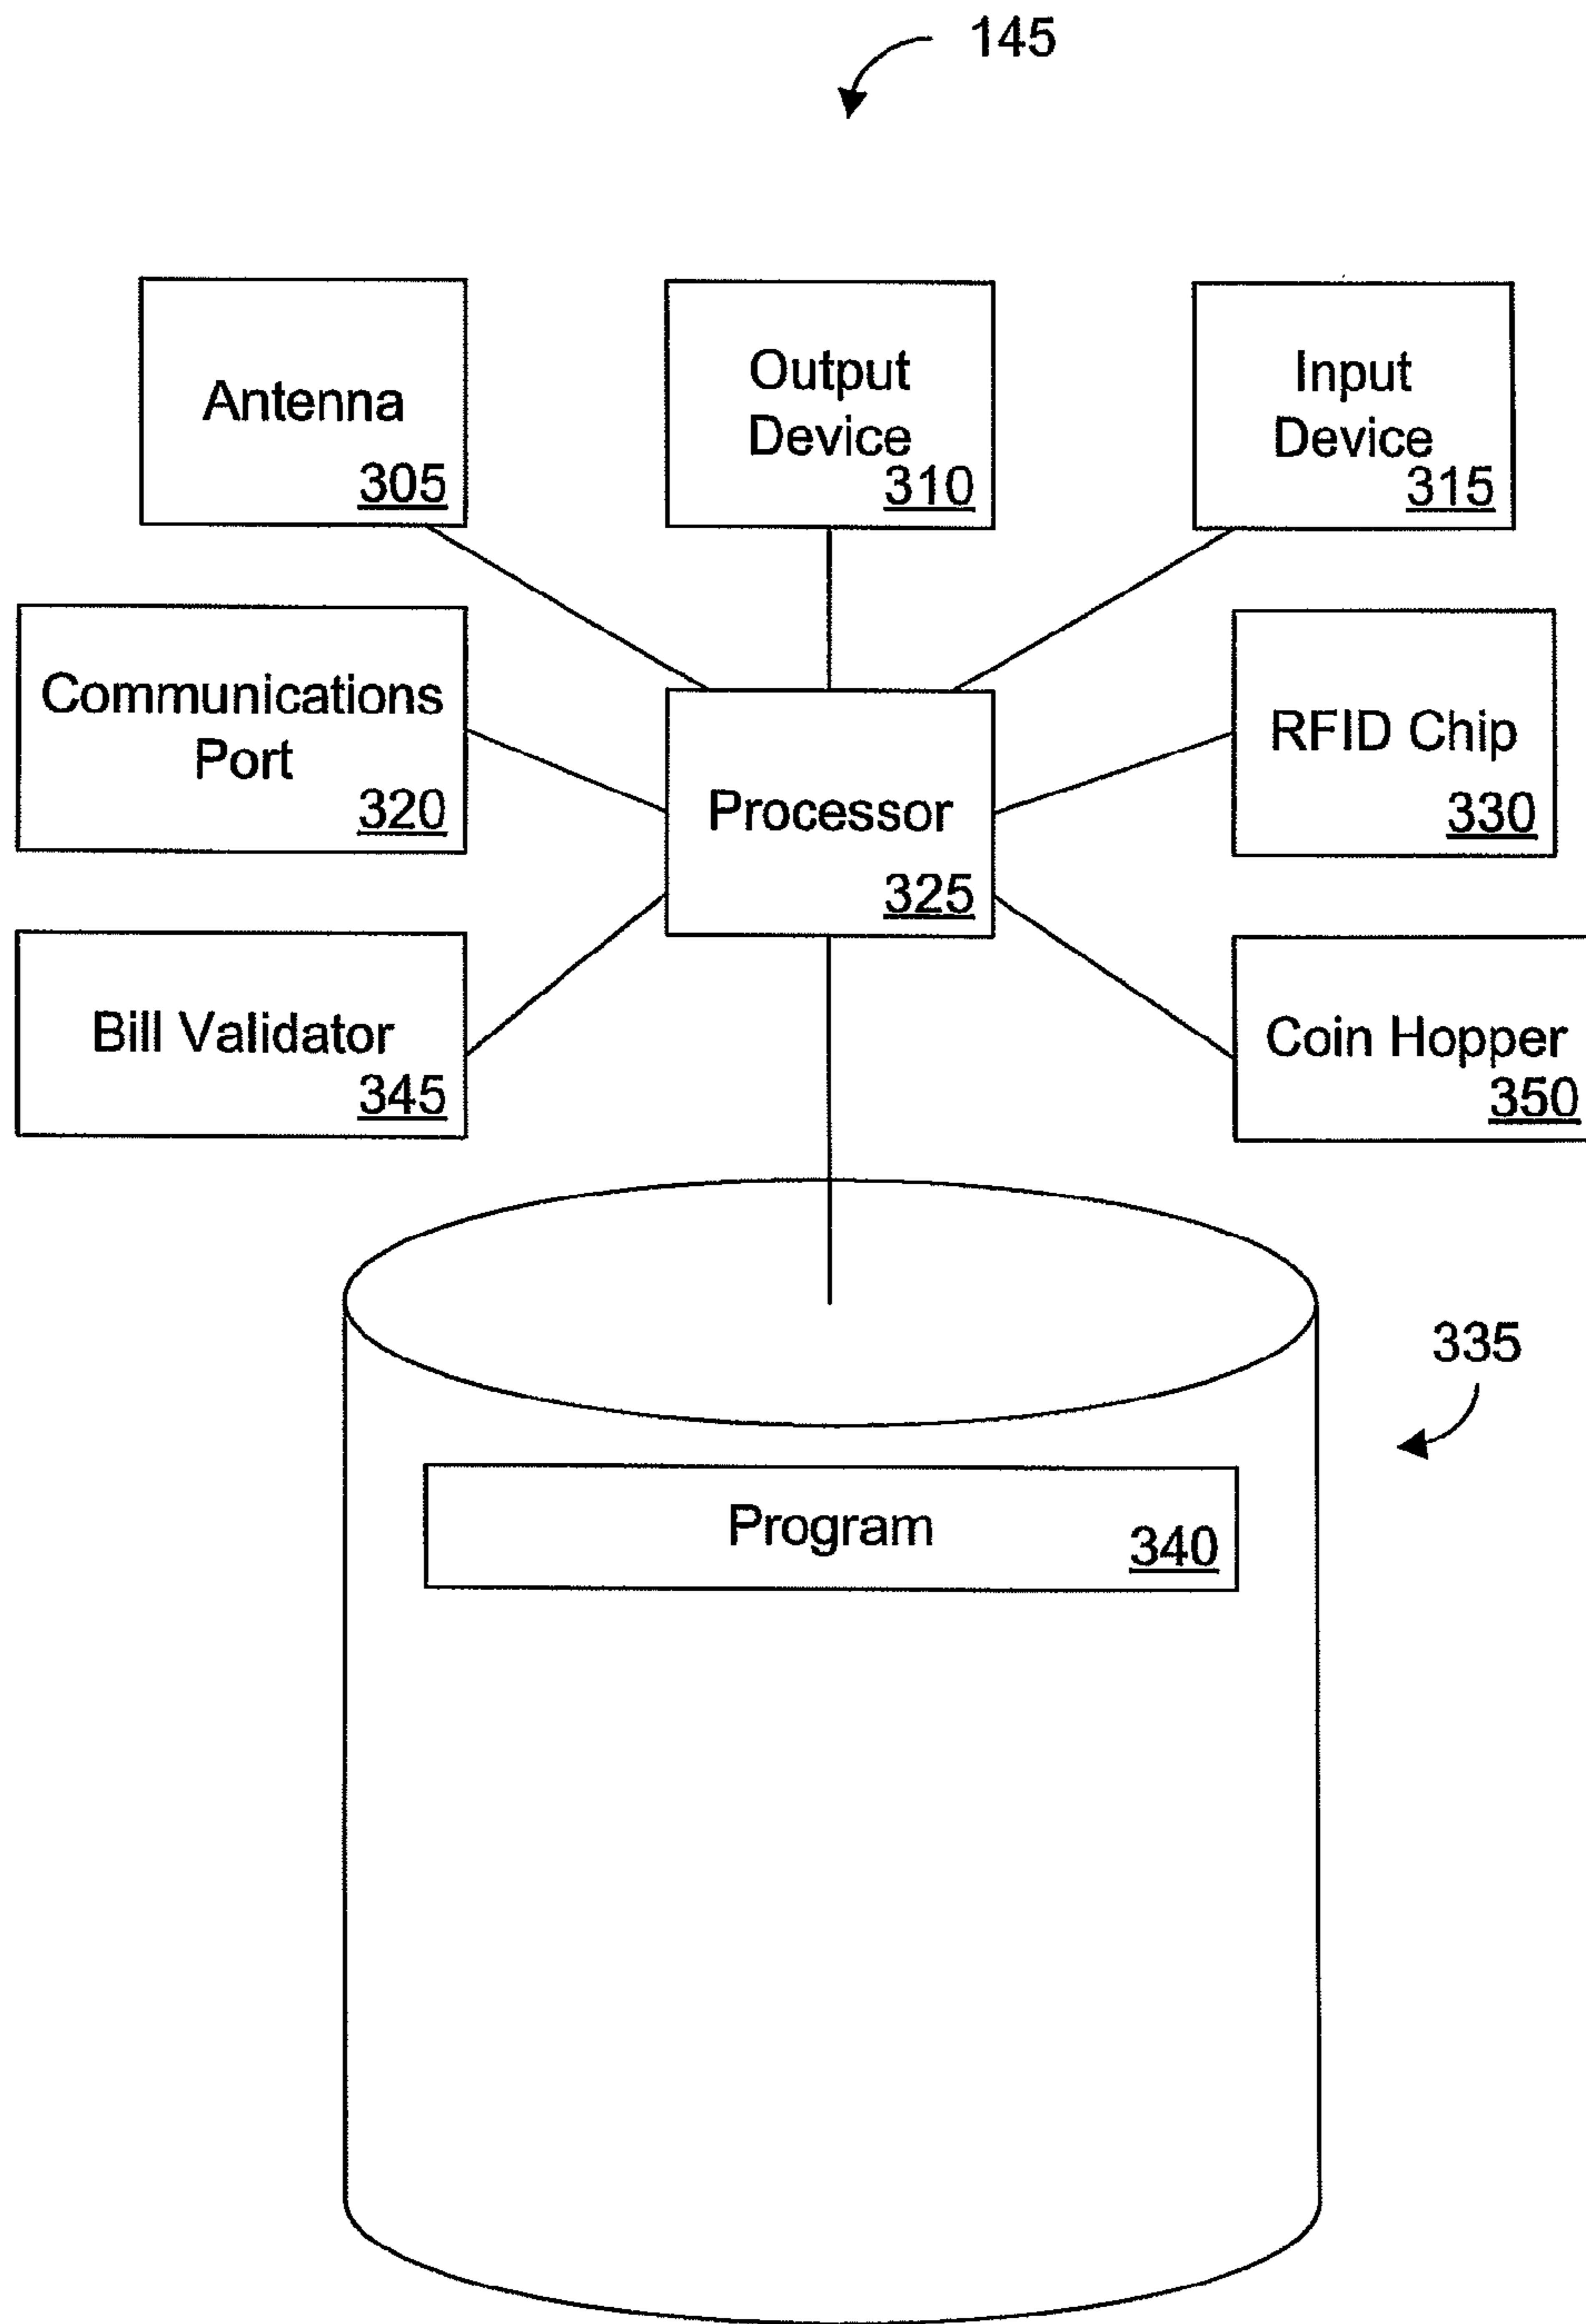 145
Antenna
305
Output
Device
310
Input
Device
315
Communications
Port
320
Processor
325
RFID Chip
330
Bill Validator
345
Coin Hopper
350
335
Program
340